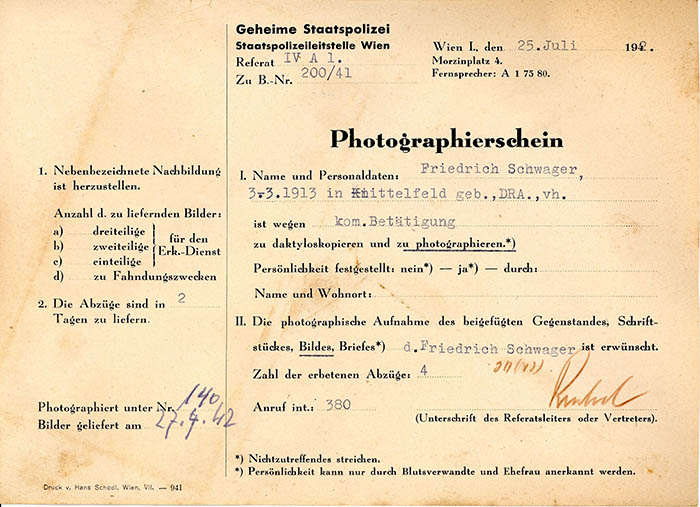 Geheime Staatspolizei
Staatspolizeileitstelle Wien
Referat IV A 1.
Zu B.-Nr. 200/41
Wien I., den 25. Juli 1942.
Morzinplatz 4.
Fernsprecher: A 1 75 80.
Photographierschein
1. Nebenbezeichnete Nachbildung
ist herzustellen.
Anzahl d. zu liefernden Bilder:
a) dreiteilige
b) zweiteilige
c) einteilige
für den
Erk.-Dienst
d) zu Fahndungszwecken
2. Die Abzüge sind in 2
Tagen zu liefern.
Photographiert unter Nr. 140
Bilder geliefert am 27.7.42
I. Name und Personaldaten: Friedrich Schwager,
3.3.1913 in Knittelfeld geb.,DRA.,vh.
ist wegen kom.Betätigung
zu daktyloskopieren und zu photographieren.*)
Persönlichkeit festgestellt: nein*) — ja*) — durch:
Name und Wohnort:
II. Die photographische Aufnahme des beigefügten Gegenstandes, Schrift-
stückes, Bildes, Briefes*) d.Friedrich Schwager ist erwünscht.
Zahl der erbetenen Abzüge: 4
Anruf int.: 380
(Unterschrift des Referatsleiters oder Vertreters).
*) Nichtzutreffendes streichen.
*) Persönlichkeit kann nur durch Blutsverwandte und Ehefrau anerkannt werden.
Druck v. Hans Schedl, Wien, VII. — 941